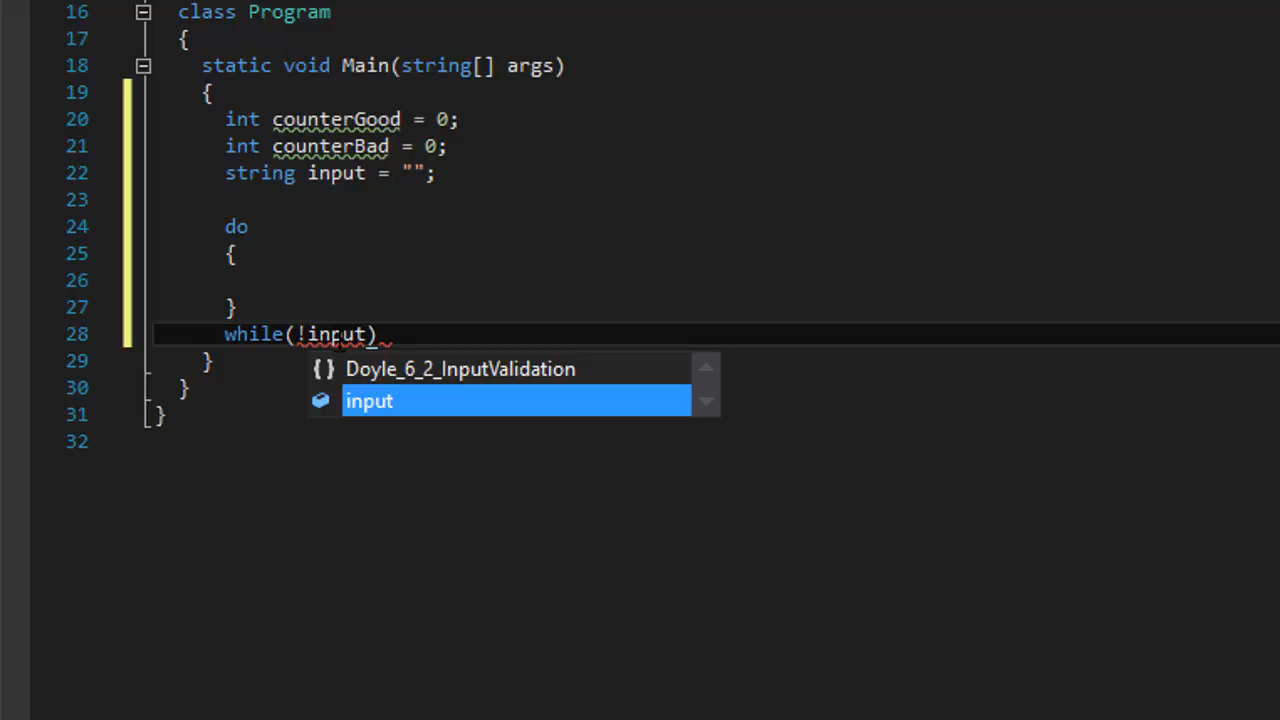 16 class Program
17 {
18 static void Main(string[] args)
19 {
20 int counterGood = 0;
21 int counterBad = 0;
22 string input = "";
23
24 do
25 {
26
27 }
28 while(!input)
29 }
{ } Doyle_6_2_InputValidation
30 }
input
31 }
32